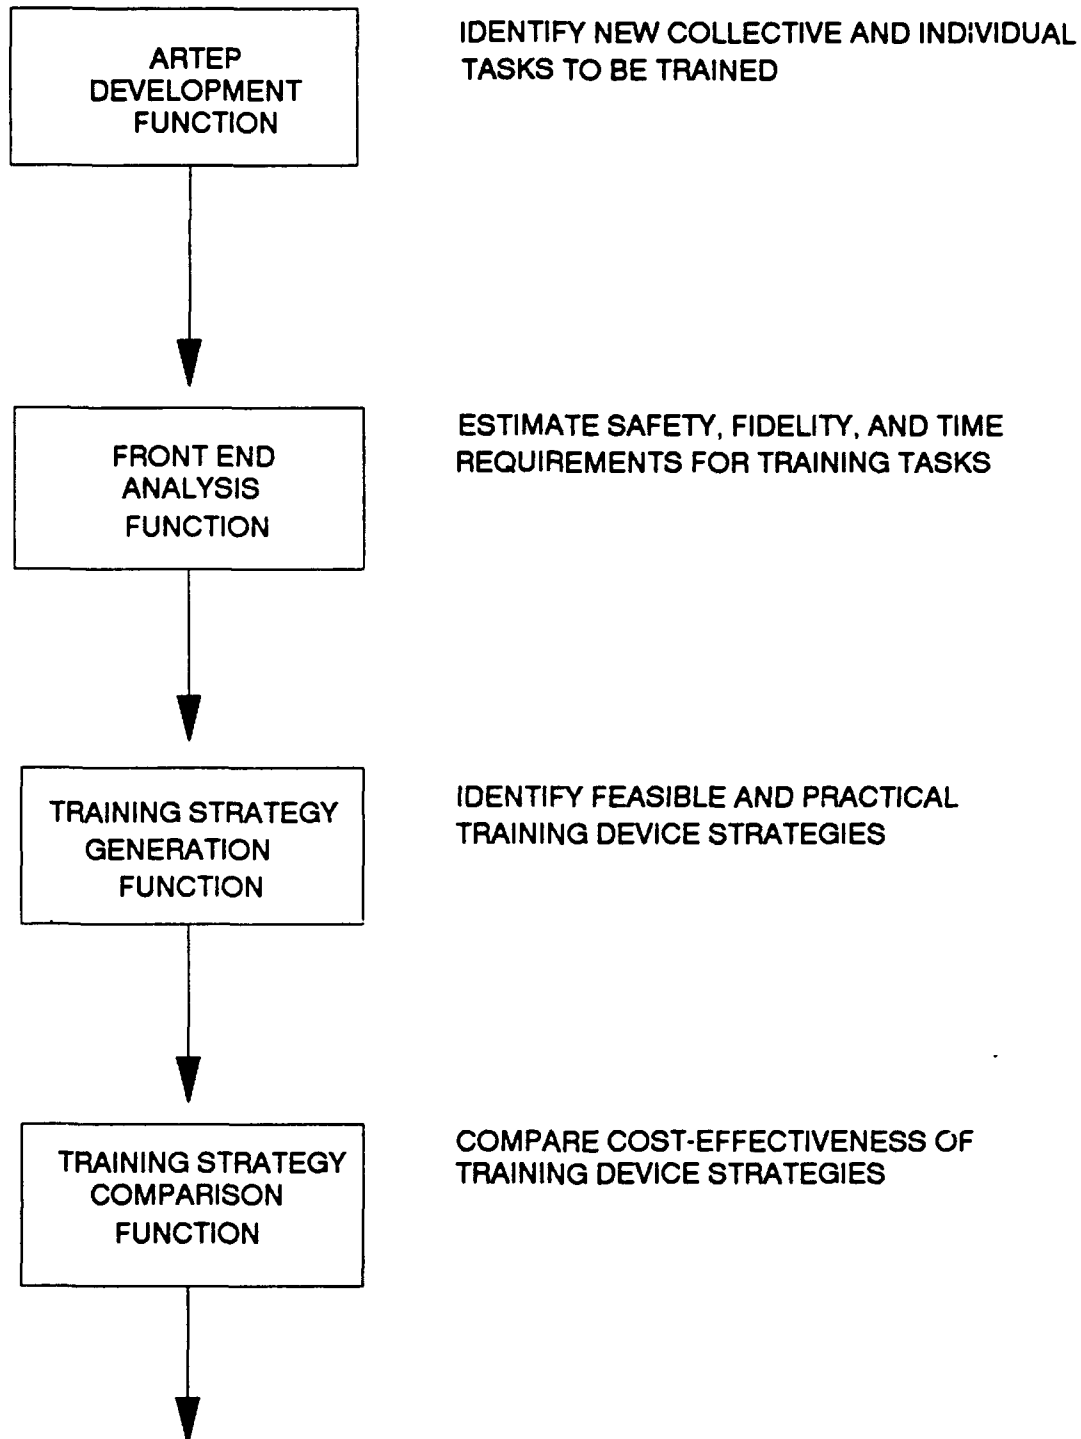 ARTEP
DEVELOPMENT
FUNCTION
IDENTIFY NEW COLLECTIVE AND INDIVIDUAL
TASKS TO BE TRAINED
FRONT END
ANALYSIS
FUNCTION
ESTIMATE SAFETY, FIDELITY, AND TIME
REQUIREMENTS FOR TRAINING TASKS
TRAINING STRATEGY
GENERATION
FUNCTION
IDENTIFY FEASIBLE AND PRACTICAL
TRAINING DEVICE STRATEGIES
TRAINING STRATEGY
COMPARISON
FUNCTION
COMPARE COST-EFFECTIVENESS OF
TRAINING DEVICE STRATEGIES